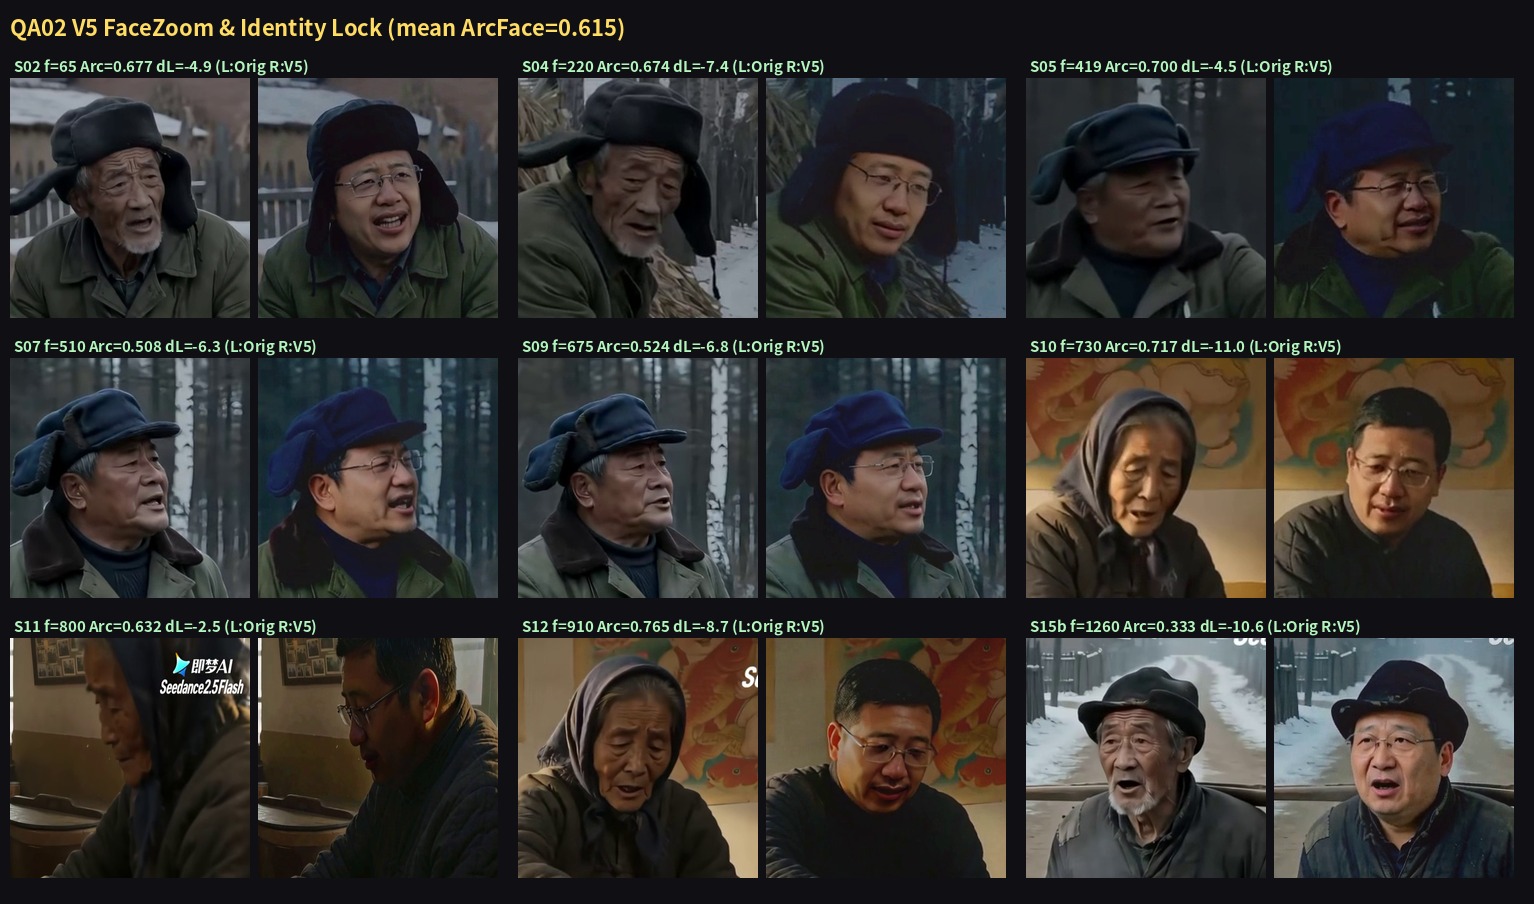 QA02 V5 FaceZoom & Identity Lock (mean ArcFace=0.615)
S02 f=65 Arc=0.677 dL=-4.9 (L:Orig R:V5)
S04 f=220 Arc=0.674 dL=-7.4 (L:Orig R:V5)
S05 f=419 Arc=0.700 dL=-4.5 (L:Orig R:V5)
S07 f=510 Arc=0.508 dL=-6.3 (L:Orig R:V5)
S09 f=675 Arc=0.524 dL=-6.8 (L:Orig R:V5)
S10 f=730 Arc=0.717 dL=-11.0 (L:Orig R:V5)
S11 f=800 Arc=0.632 dL=-2.5 (L:Orig R:V5)
S12 f=910 Arc=0.765 dL=-8.7 (L:Orig R:V5)
S15b f=1260 Arc=0.333 dL=-10.6 (L:Orig R:V5)
即梦AI
Seedance2.5Flash